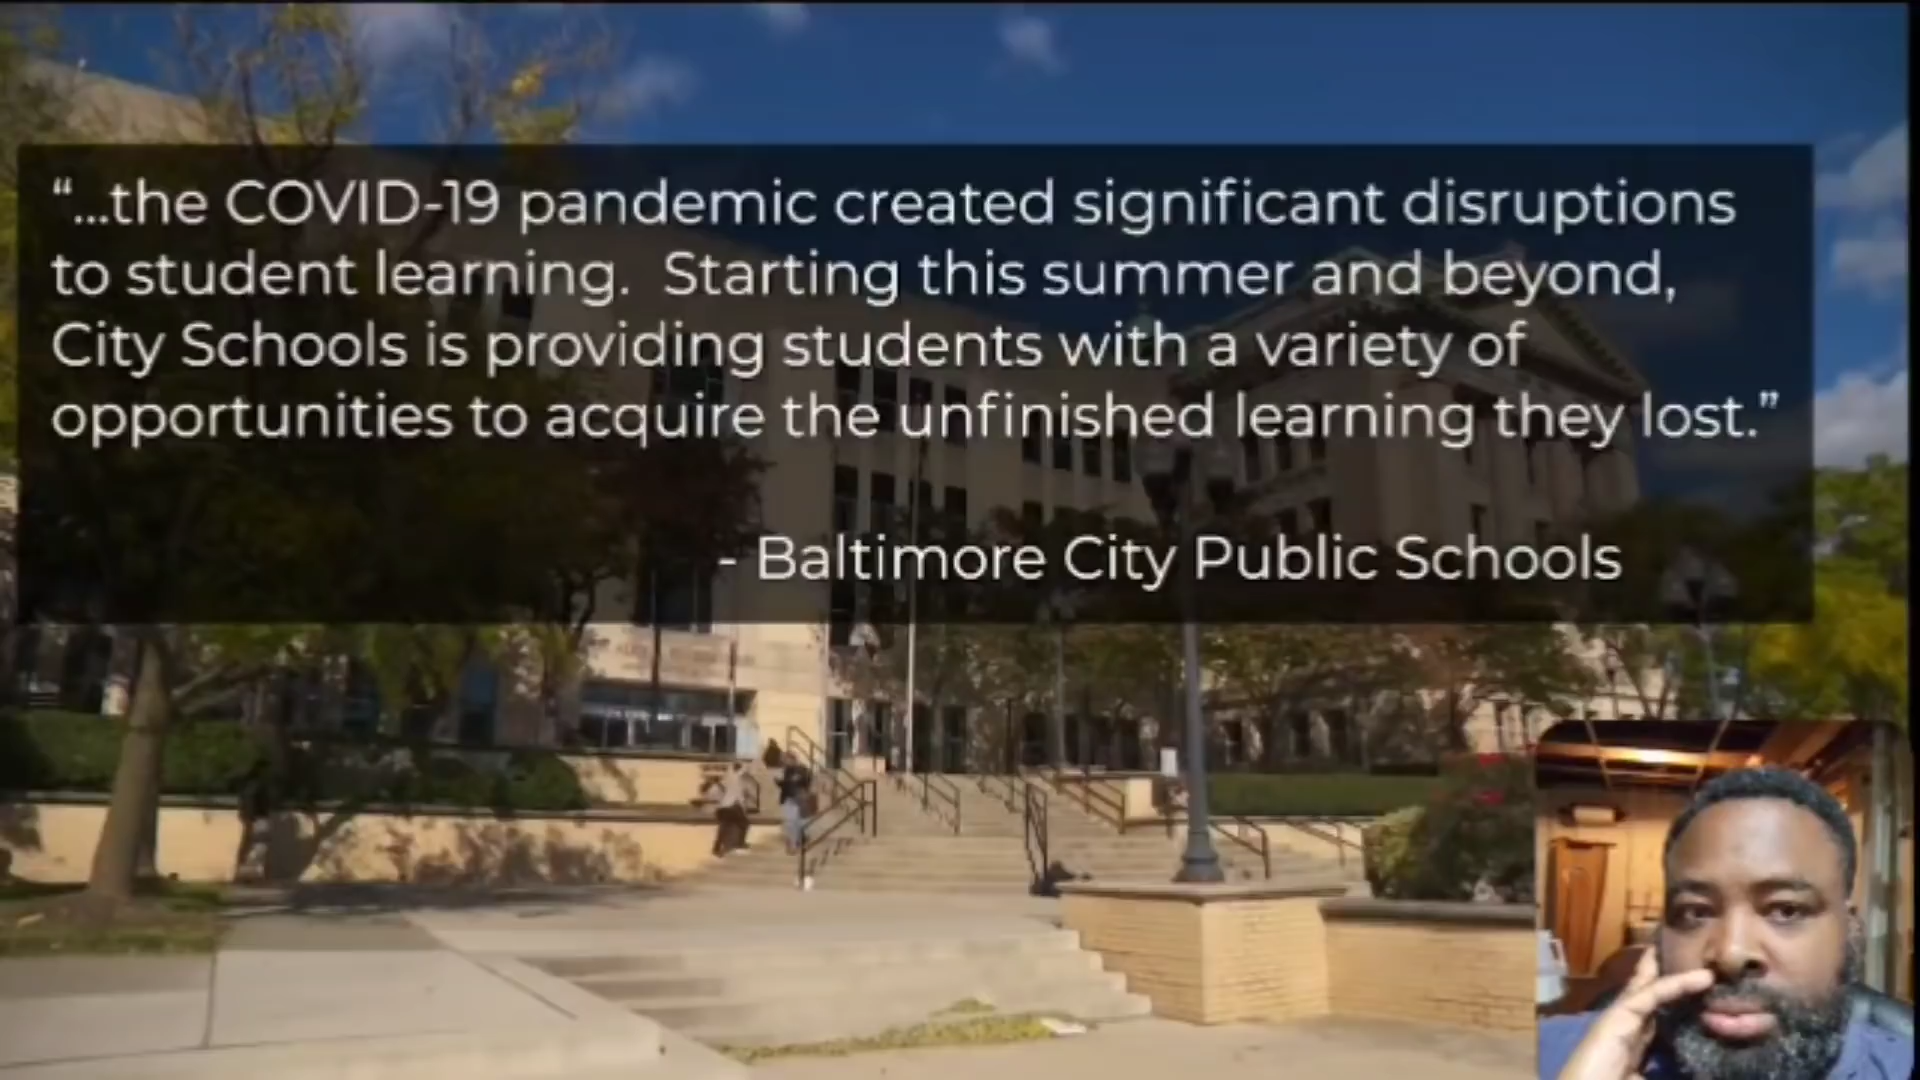 “...the COVID-19 pandemic created significant disruptions
to student learning.  Starting this summer and beyond,
City Schools is providing students with a variety of
opportunities to acquire the unfinished learning they lost.”
- Baltimore City Public Schools